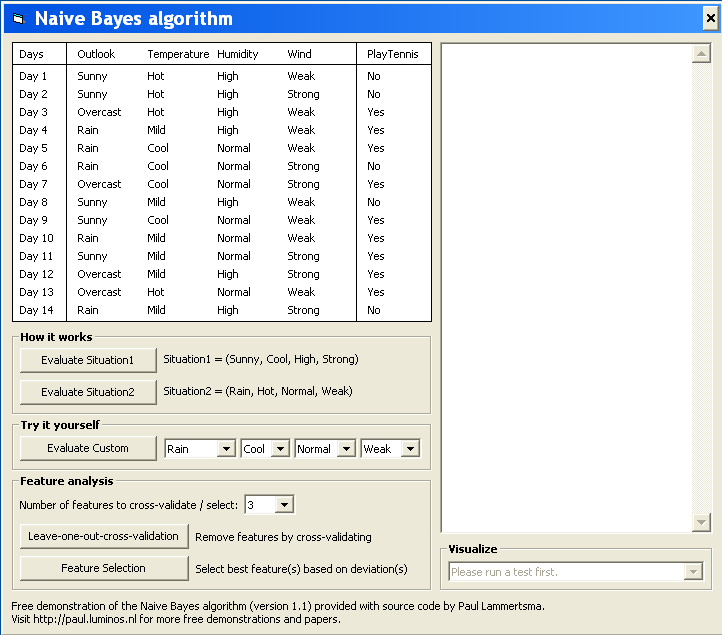 Naive Bayes algorithm
Days Outlook Temperature Humidity Wind PlayTennis
Day 1 Sunny Hot High Weak No
Day 2 Sunny Hot High Strong No
Day 3 Overcast Hot High Weak Yes
Day 4 Rain Mild High Weak Yes
Day 5 Rain Cool Normal Weak Yes
Day 6 Rain Cool Normal Strong No
Day 7 Overcast Cool Normal Strong Yes
Day 8 Sunny Mild High Weak No
Day 9 Sunny Cool Normal Weak Yes
Day 10 Rain Mild Normal Weak Yes
Day 11 Sunny Mild Normal Strong Yes
Day 12 Overcast Mild High Strong Yes
Day 13 Overcast Hot Normal Weak Yes
Day 14 Rain Mild High Strong No
How it works
Evaluate Situation1 Situation1 = (Sunny, Cool, High, Strong)
Evaluate Situation2 Situation2 = (Rain, Hot, Normal, Weak)
Try it yourself
Evaluate Custom Rain Cool Normal Weak
Feature analysis
Number of features to cross-validate / select: 3
Leave-one-out-cross-validation Remove features by cross-validating
Feature Selection Select best feature(s) based on deviation(s)
Visualize
Please run a test first.
Free demonstration of the Naive Bayes algorithm (version 1.1) provided with source code by Paul Lammertsma.
Visit http://paul.luminos.nl for more free demonstrations and papers.